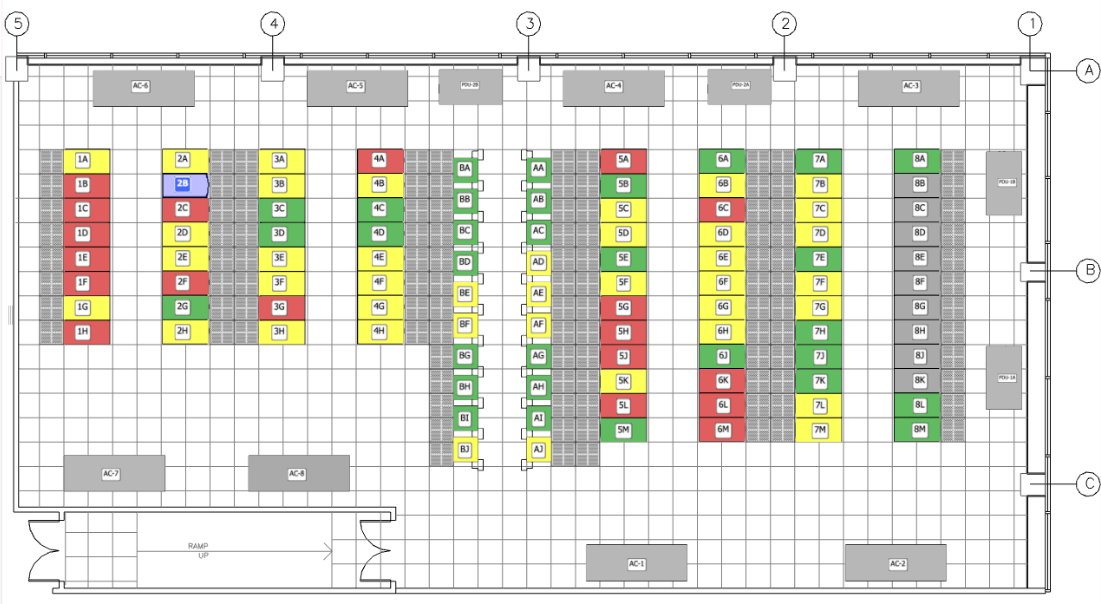 5 4 3 2 1
A
AC-6 AC-5 PDU-2B AC-4 PDU-2A AC-3
1A 2A 3A 4A BA AA 5A 6A 7A 8A
1B 2B 3B 4B BB AB 5B 6B 7B 8B PDU-1B
1C 2C 3C 4C BC AC 5C 6C 7C 8C
1D 2D 3D 4D BD AD 5D 6D 7D 8D
1E 2E 3E 4E BE AE 5E 6E 7E 8E
B
1F 2F 3F 4F BF AF 5F 6F 7F 8F
1G 2G 3G 4G BG AG 5G 6G 7G 8G
1H 2H 3H 4H BH AH 5H 6H 7H 8H
BI AI 5J 6J 7J 8J
BJ AJ 5K 6K 7K 8K PDU-1A
5L 6L 7L 8L
5M 6M 7M 8M
AC-7 AC-8
C
RAMP
UP
AC-1 AC-2